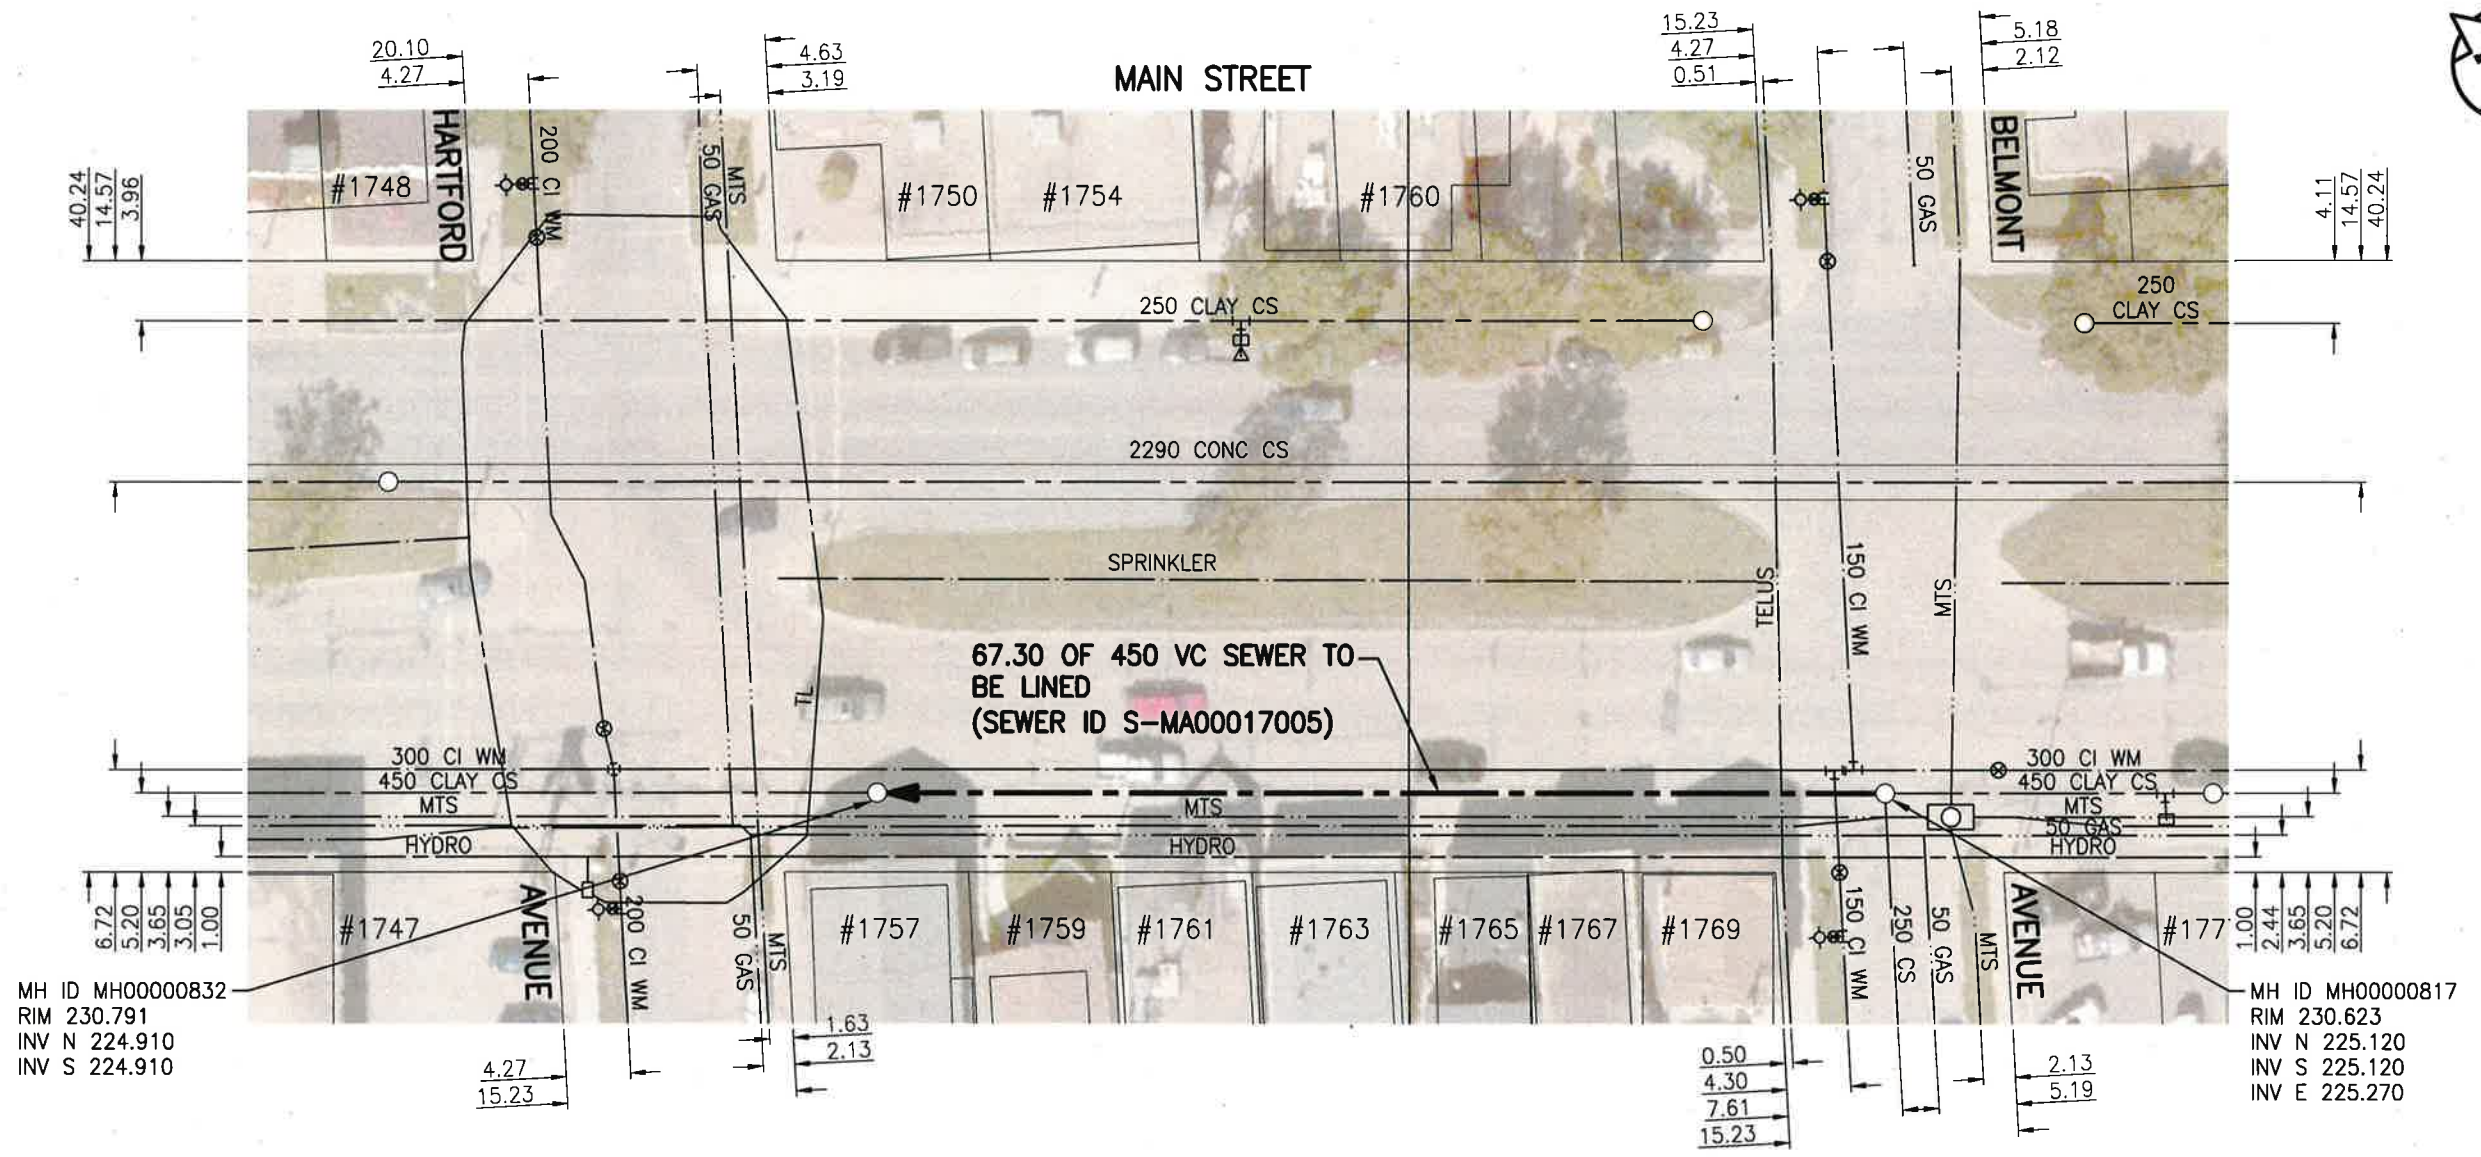 20.10
4.27
4.63
3.19
MAIN STREET
15.23
4.27
0.51
5.18
2.12
40.24
14.57
3.96
HARTFORD
200 CI WM
50 GAS
MTS
#1748
#1750
#1754
#1760
50 GAS
BELMONT
4.11
14.57
40.24
250 CLAY CS
250
CLAY CS
2290 CONC CS
SPRINKLER
TELUS
150 CI WM
MTS
67.30 OF 450 VC SEWER TO
BE LINED
(SEWER ID S-MA00017005)
TL
300 CI WM
450 CLAY CS
MTS
HYDRO
MTS
HYDRO
300 CI WM
450 CLAY CS
MTS
50 GAS
HYDRO
6.72
5.20
3.65
3.05
1.00
#1747
AVENUE
200 CI WM
50 GAS
MTS
#1757
#1759
#1761
#1763
#1765
#1767
#1769
150 CI WM
250 CS
50 GAS
MTS
AVENUE
#177
1.00
2.44
3.65
5.20
6.72
MH ID MH00000832
RIM 230.791
INV N 224.910
INV S 224.910
4.27
15.23
1.63
2.13
0.50
4.30
7.61
15.23
2.13
5.19
MH ID MH00000817
RIM 230.623
INV N 225.120
INV S 225.120
INV E 225.270